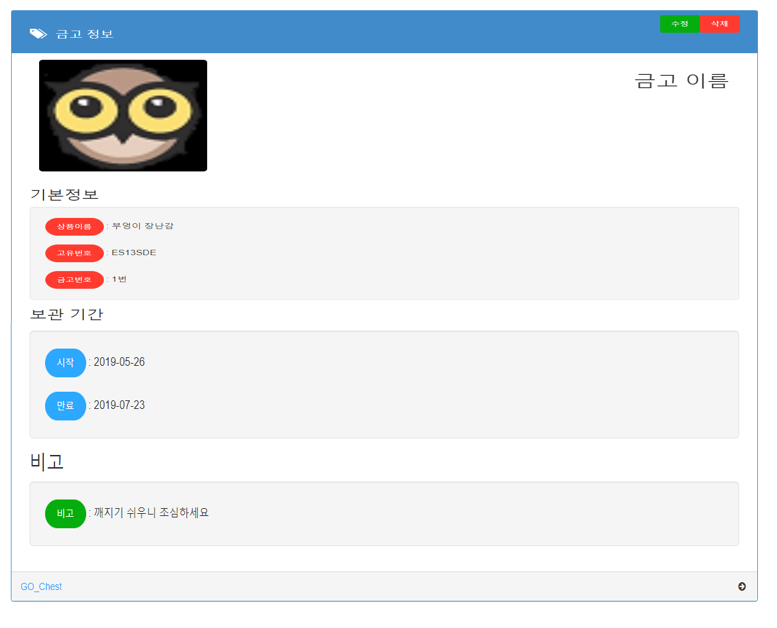 금고 정보
수정 삭제
금고 이름
기본정보
상품이름 : 부엉이 장난감
고유번호 : ES13SDE
금고번호 : 1번
보관 기간
시작 : 2019-05-26
만료 : 2019-07-23
비고
비고 : 깨지기 쉬우니 조심하세요
GO_Chest